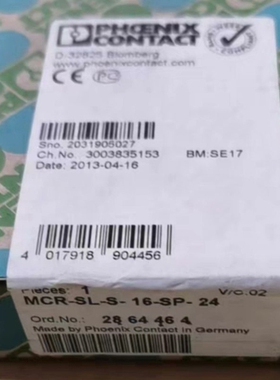 PHOENIX
CONTACT
D-32825 Blomberg
www.phoenixcontact.com
CE
Sno. 2031905027
Ch.No. 3003835153 BM:SE17
Date: 2013-04-16
4 017918 904456
Pieces: 1 V/C:02
MCR-SL-S- 16-SP- 24
Ord.No.: 28 64 46 4
Made by Phoenix Contact in Germany